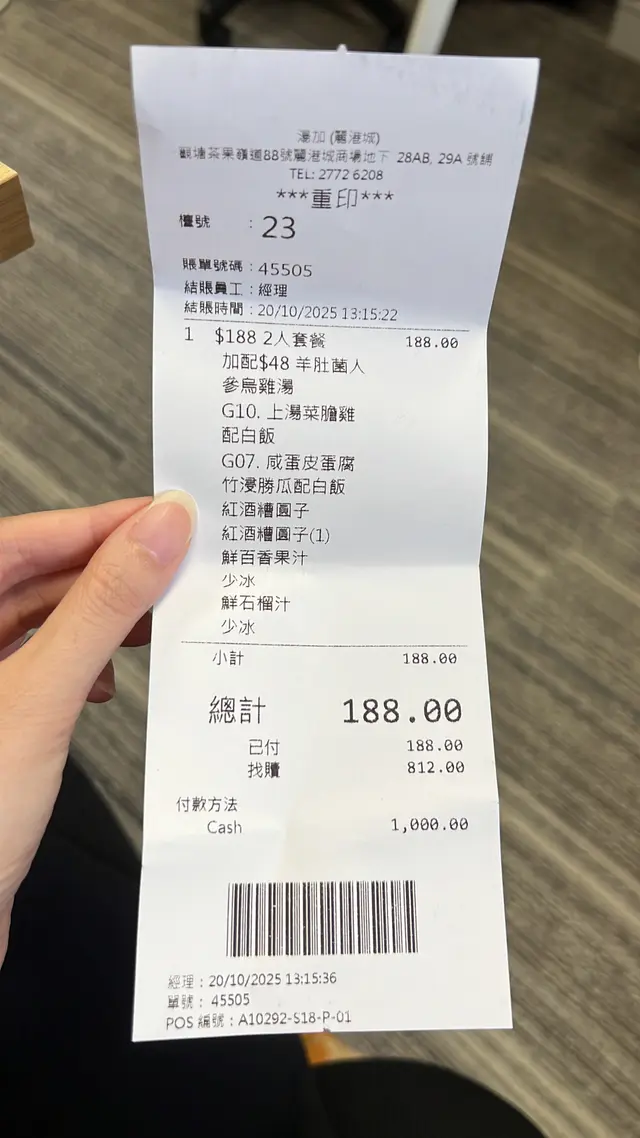 湯加 (麗港城)
觀塘茶果嶺道88號麗港城商場地下 28AB, 29A 號舖
TEL: 2772 6208
***重印***
檯號 : 23
賬單號碼 : 45505
結賬員工 : 經理
結賬時間 : 20/10/2025 13:15:22
1 $188 2人套餐 188.00
加配$48 羊肚菌人
參烏雞湯
G10. 上湯菜膽雞
配白飯
G07. 咸蛋皮蛋腐
竹浸勝瓜配白飯
紅酒糟圓子
紅酒糟圓子(1)
鮮百香果汁
少冰
鮮石榴汁
少冰
小計 188.00
總計 188.00
已付 188.00
找贖 812.00
付款方法
Cash 1,000.00
經理 : 20/10/2025 13:15:36
單號 : 45505
POS 編號 : A10292-S18-P-01